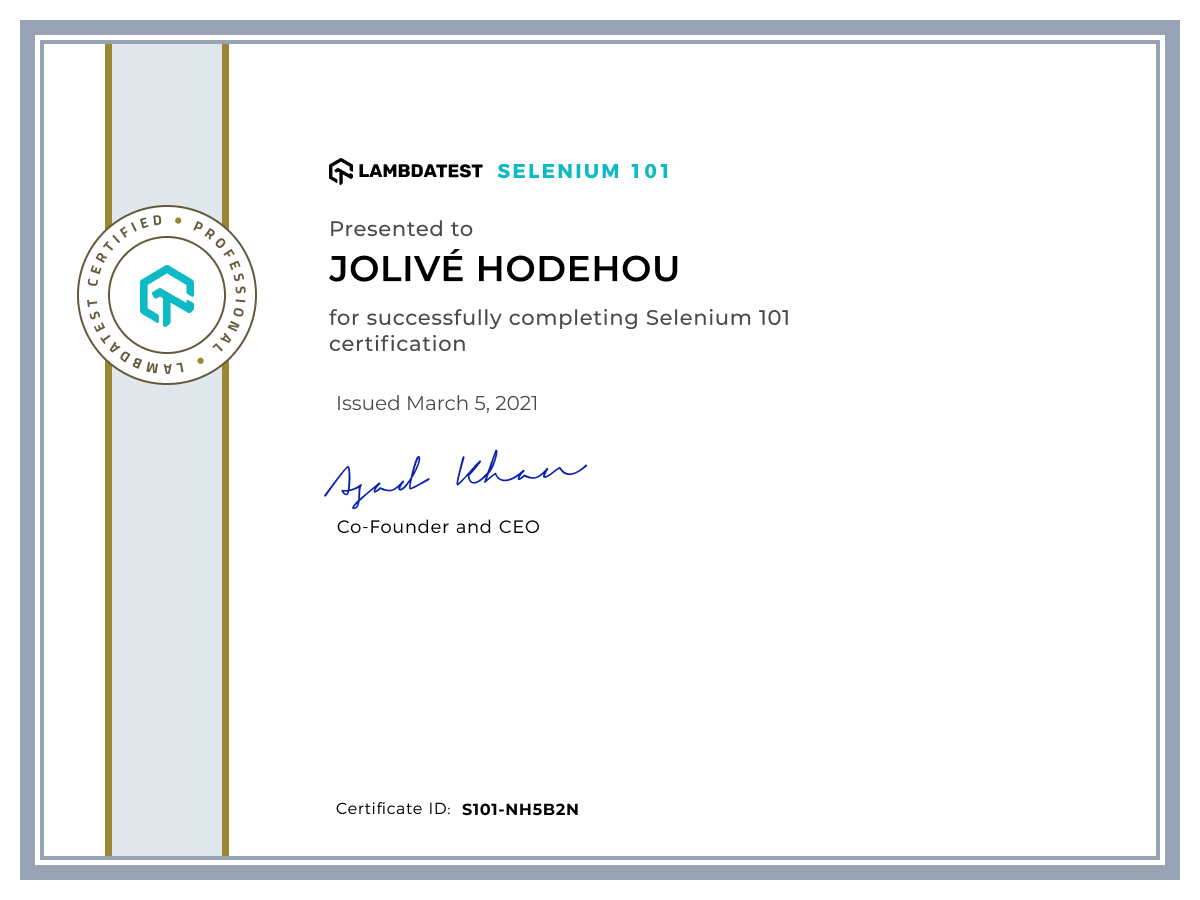 LAMBDATEST SELENIUM 101
Presented to
JOLIVÉ HODEHOU
for successfully completing Selenium 101
certification
LAMBDATEST CERTIFIED • PROFESSIONAL •
Issued March 5, 2021
Asad Khan
Co-Founder and CEO
Certificate ID: S101-NH5B2N